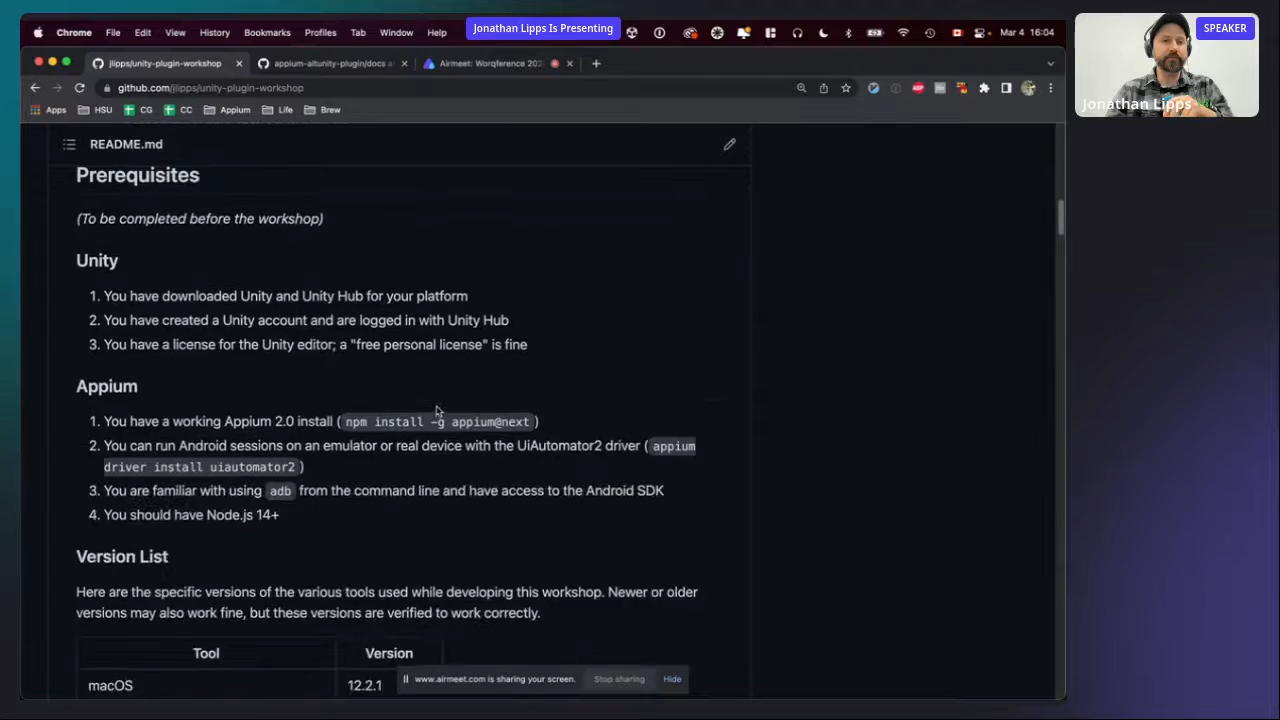 Chrome File Edit View History Bookmarks Profiles Tab Window Help
Jonathan Lipps Is Presenting
Mar 4 16:04
SPEAKER
Jonathan Lipps
jlipps/unity-plugin-workshop
appium-altunity-plugin/docs a
Airmeet: Worqference 202
github.com/jlipps/unity-plugin-workshop
Apps HSU CG CC Appium Life Brew
README.md
Prerequisites
(To be completed before the workshop)
Unity
1. You have downloaded Unity and Unity Hub for your platform
2. You have created a Unity account and are logged in with Unity Hub
3. You have a license for the Unity editor; a "free personal license" is fine
Appium
1. You have a working Appium 2.0 install ( npm install -g appium@next )
2. You can run Android sessions on an emulator or real device with the UiAutomator2 driver ( appium
driver install uiautomator2 )
3. You are familiar with using adb from the command line and have access to the Android SDK
4. You should have Node.js 14+
Version List
Here are the specific versions of the various tools used while developing this workshop. Newer or older
versions may also work fine, but these versions are verified to work correctly.
Tool Version
macOS 12.2.1
www.airmeet.com is sharing your screen. Stop sharing Hide